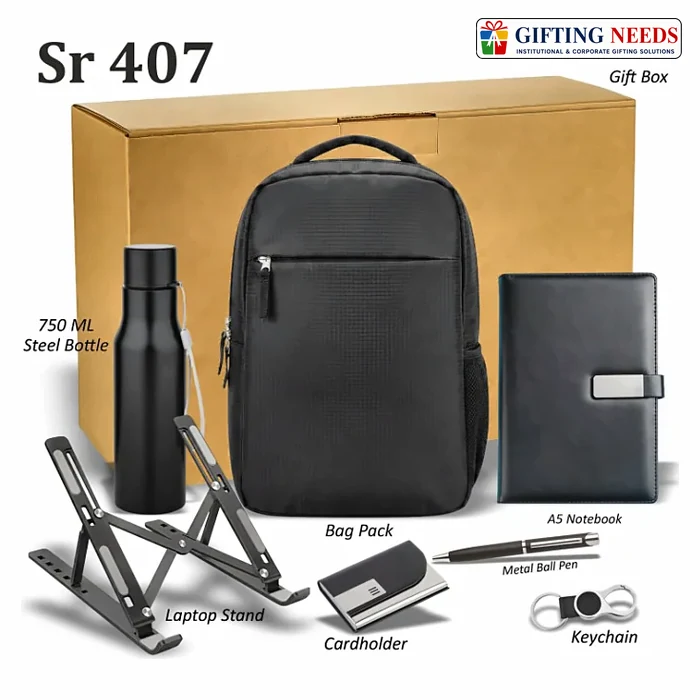 Sr 407
GIFTING NEEDS
INSTITUTIONAL & CORPORATE GIFTING SOLUTIONS
Gift Box
750 ML
Steel Bottle
Bag Pack
A5 Notebook
Metal Ball Pen
Laptop Stand
Cardholder
Keychain